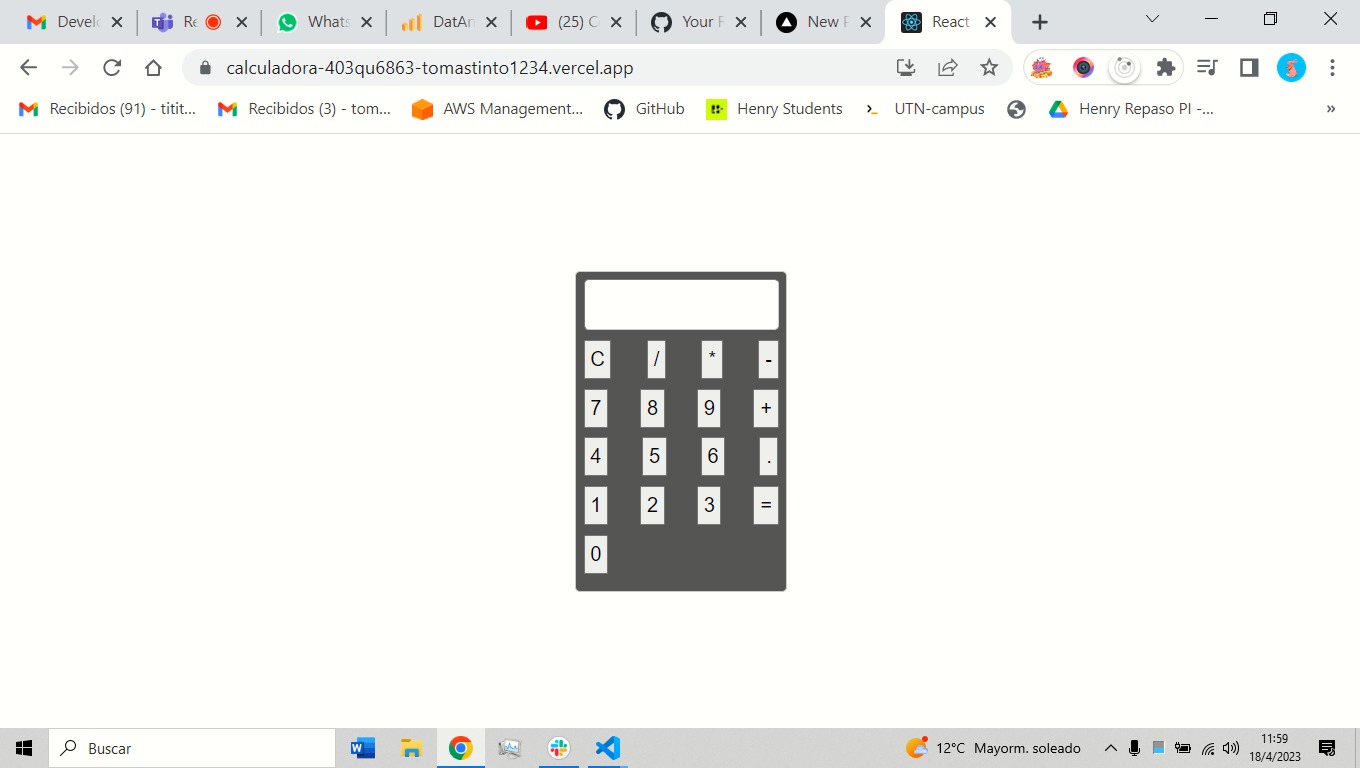 Develo Re Whats DatAn (25) C Your R New P React
calculadora-403qu6863-tomastinto1234.vercel.app
Recibidos (91) - titit... Recibidos (3) - tom... AWS Management... GitHub Henry Students UTN-campus Henry Repaso PI -... »
C / * -
7 8 9 +
4 5 6 .
1 2 3 =
0
Buscar 12°C Mayorm. soleado 11:59
18/4/2023